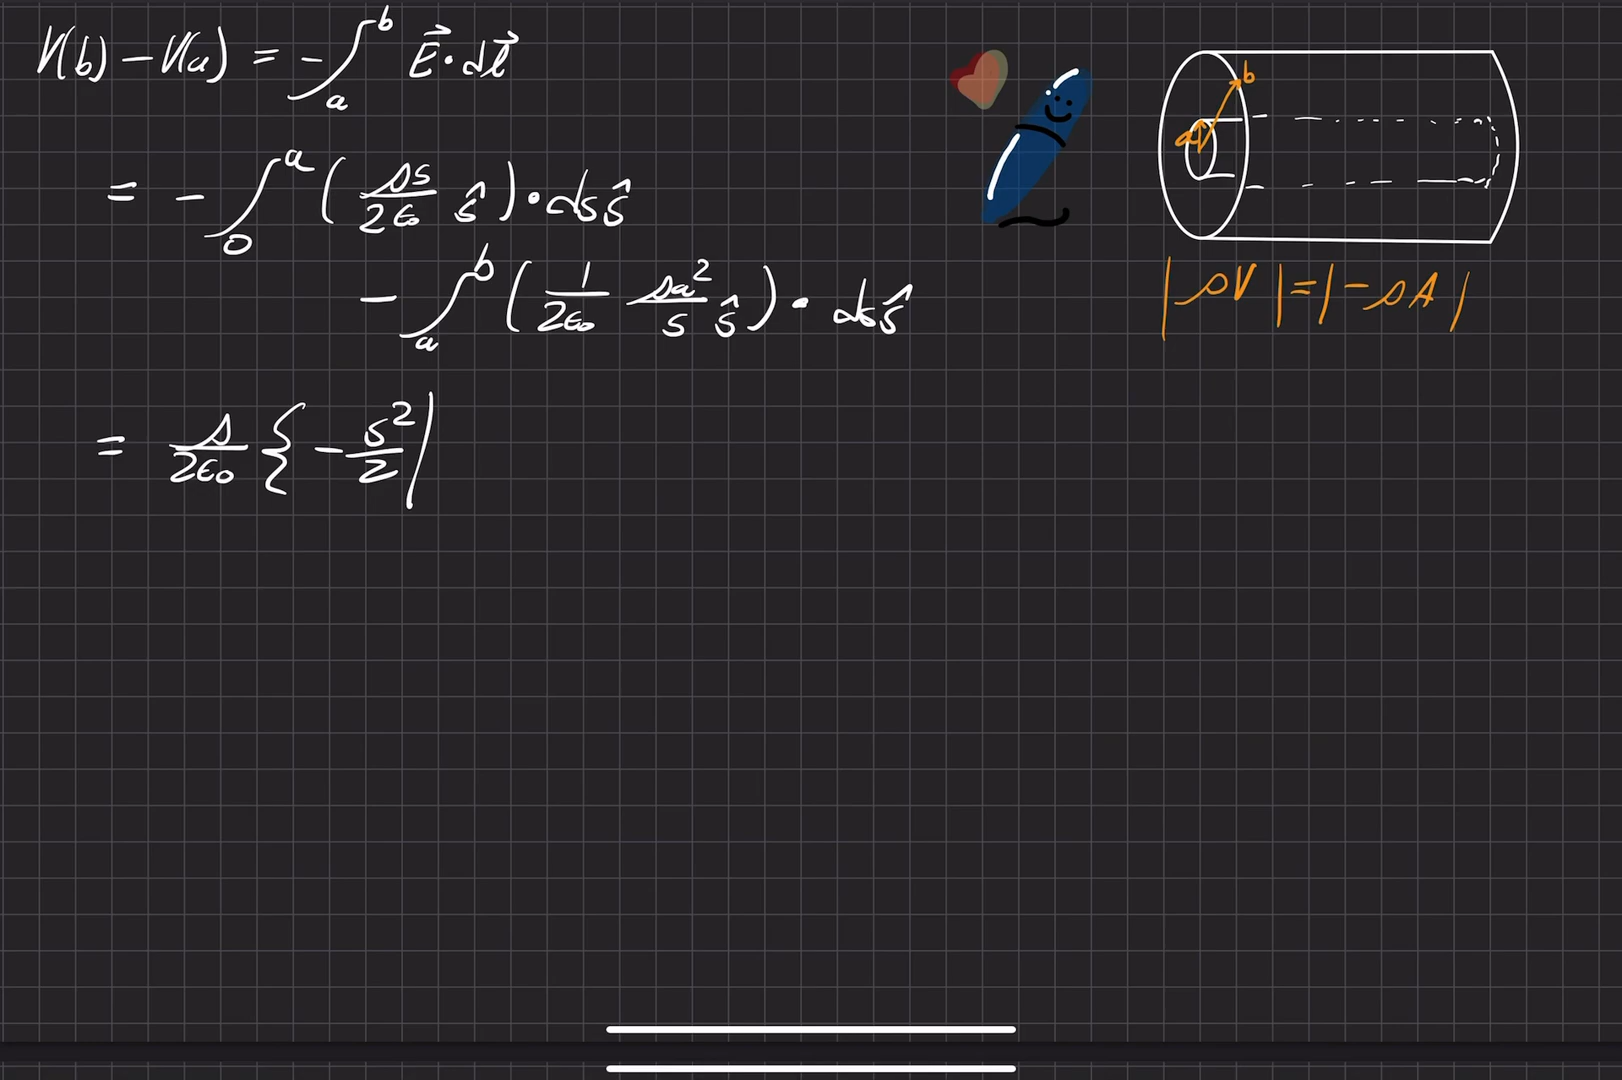 V(b) − V(a) = − ∫_a^b E⃗ · dl⃗
= − ∫_0^a (ρs/2ϵ₀ ŝ) · ds ŝ
− ∫_a^b (1/2ϵ₀ ρa²/s ŝ) · ds ŝ
= ρ/2ϵ₀ { − s²/2 |
b
a
|ρV| = |−ρA|